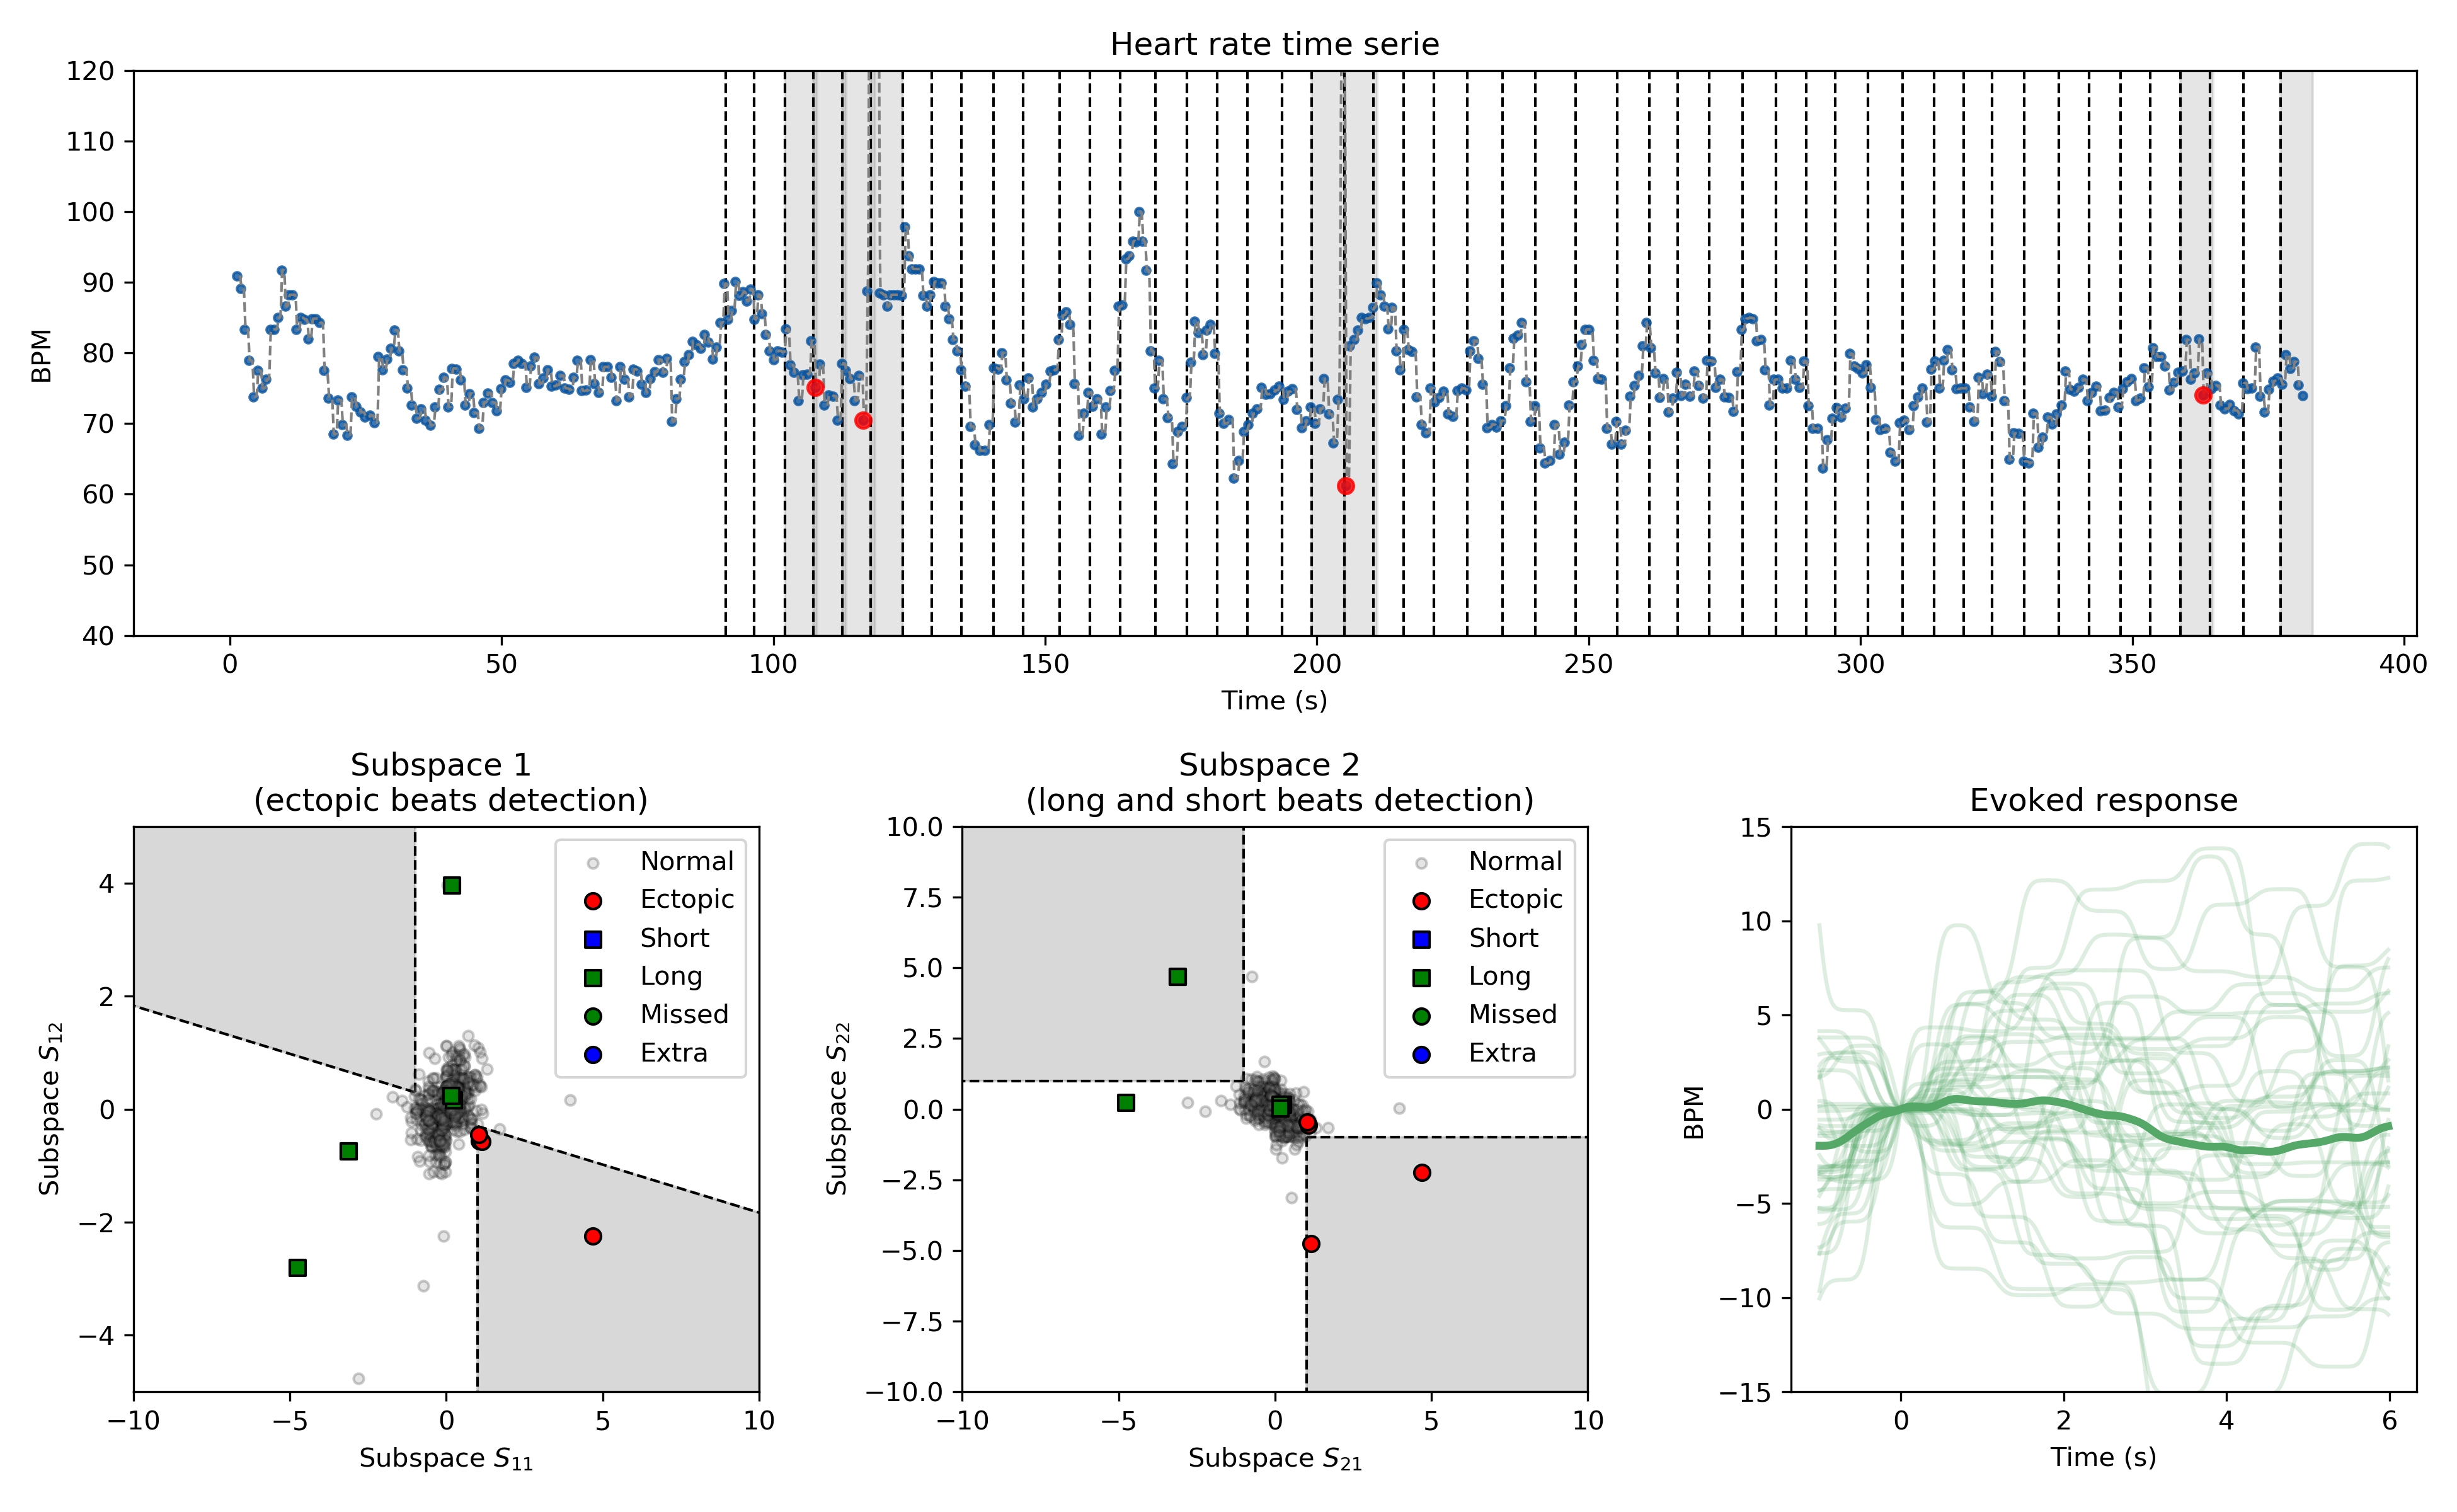 Heart rate time serie
120
110
100
90
80
70
60
50
40
BPM
0 50 100 150 200 250 300 350 400
Time (s)
Subspace 1
(ectopic beats detection)
4
2
0
−2
−4
Subspace S12
Normal
Ectopic
Short
Long
Missed
Extra
−10 −5 0 5 10
Subspace S11
Subspace 2
(long and short beats detection)
10.0
7.5
5.0
2.5
0.0
−2.5
−5.0
−7.5
−10.0
Subspace S22
Normal
Ectopic
Short
Long
Missed
Extra
−10 −5 0 5 10
Subspace S21
Evoked response
15
10
5
0
−5
−10
−15
BPM
0 2 4 6
Time (s)